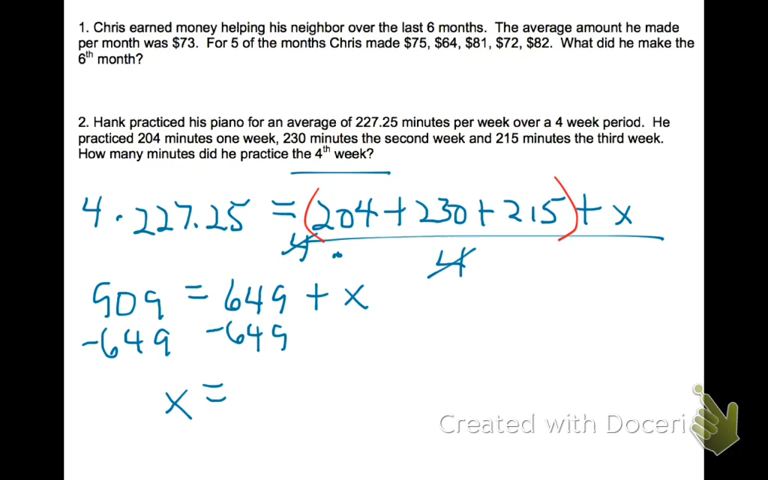 1. Chris earned money helping his neighbor over the last 6 months. The average amount he made
per month was $73. For 5 of the months Chris made $75, $64, $81, $72, $82. What did he make the
6th month?
2. Hank practiced his piano for an average of 227.25 minutes per week over a 4 week period. He
practiced 204 minutes one week, 230 minutes the second week and 215 minutes the third week.
How many minutes did he practice the 4th week?
4 · 227.25 = (204 + 230 + 215) + x
4 · 4
909 = 649 + x
-649 -649
x =
Created with Doceri